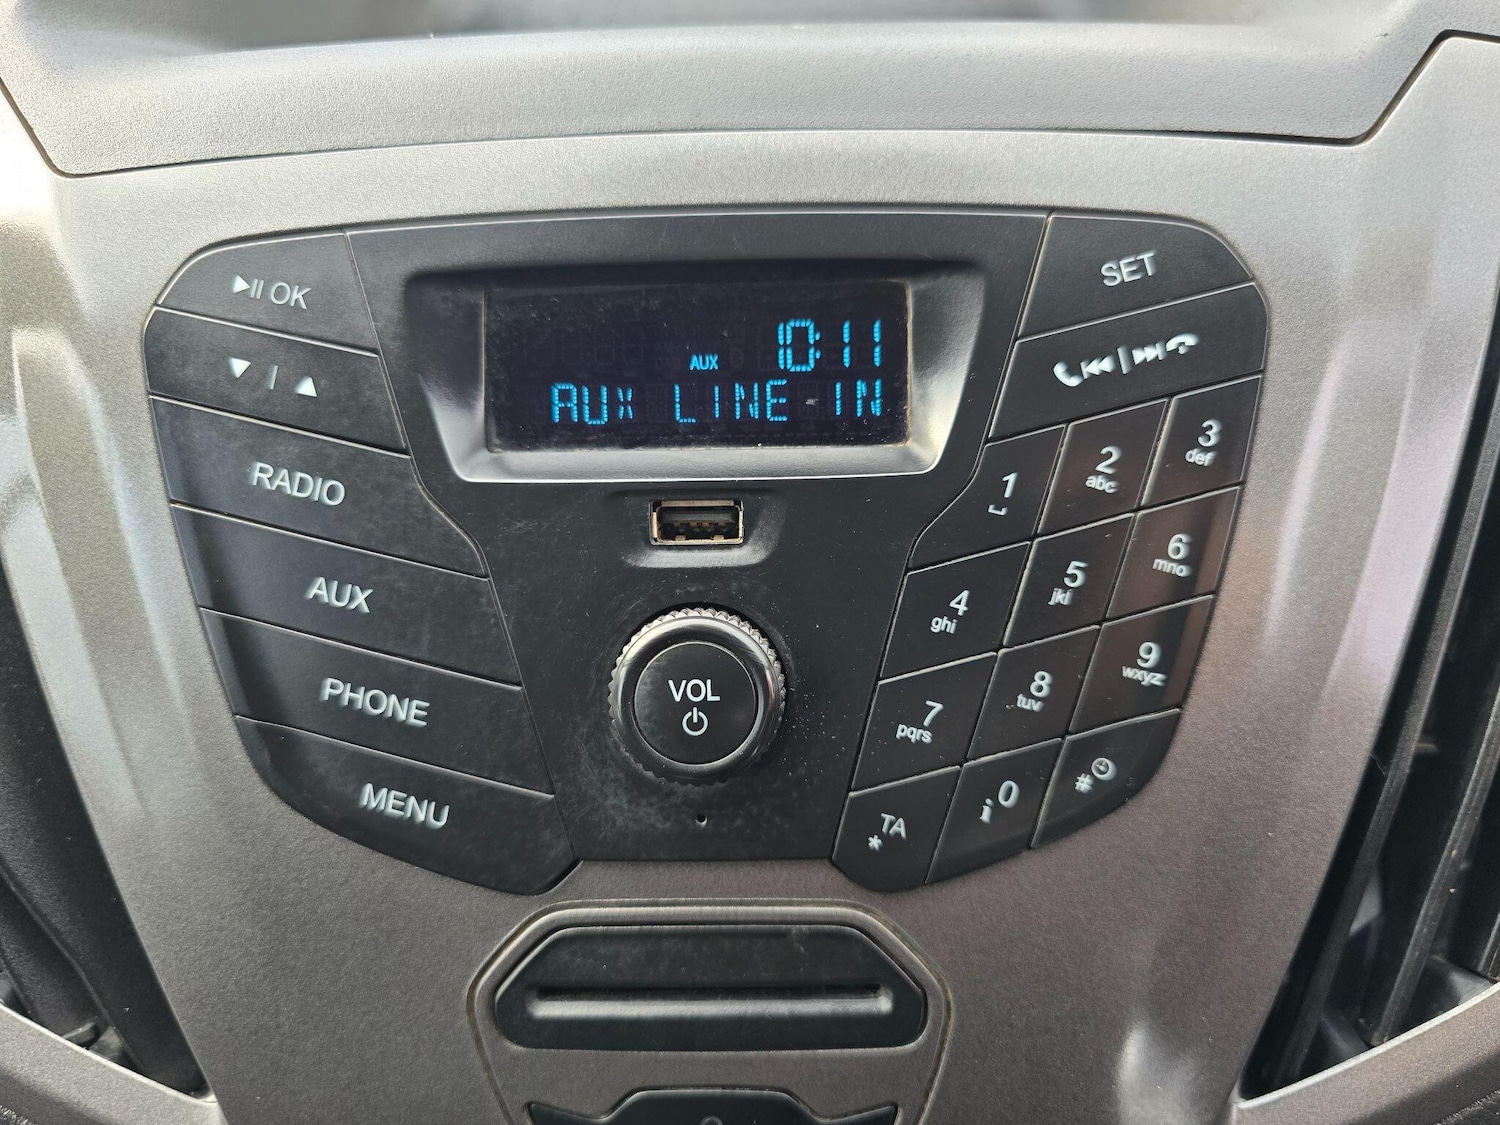 OK
RADIO
AUX
PHONE
MENU
10:11
AUX
AUX LINE IN
VOL
SET
1
2
abc
3
def
4
ghi
5
jkl
6
mno
7
pqrs
8
tuv
9
wxyz
TA
*
i 0
#